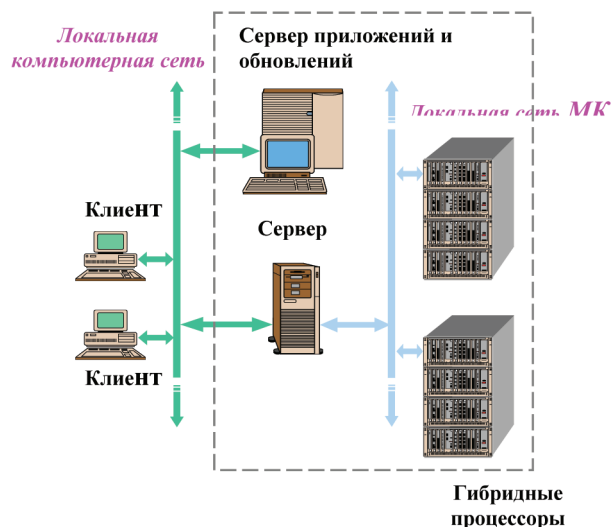 Локальная
компьютерная сеть
Сервер приложений и
обновлений
Локальная сеть МК
Клиент
Сервер
Клиент
Гибридные
процессоры